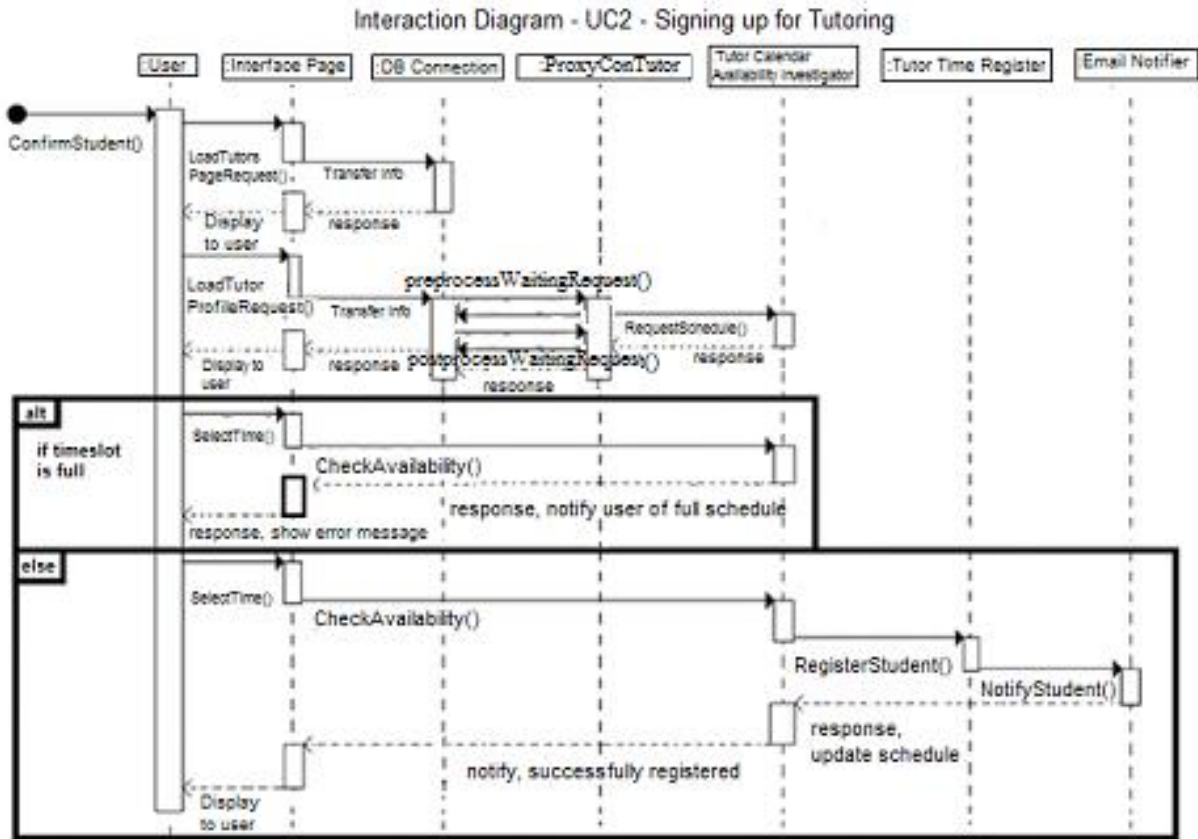 Interaction Diagram - UC2 - Signing up for Tutoring
:User
:Interface Page
:DB Connection
:ProxyConTutor
:Tutor Calendar
Availability Investigator
:Tutor Time Register
Email Notifier
ConfirmStudent()
LoadTutors
PageRequest()
Transfer info
Display
to user
response
preprocessWaitingRequest()
LoadTutor
ProfileRequest()
Transfer info
RequestSchedule()
Display to
user
response
postprocessWaitingRequest()
response
response
alt
if timeslot
is full
SelectTime()
CheckAvailability()
response, notify user of full schedule
response, show error message
else
SelectTime()
CheckAvailability()
RegisterStudent()
NotifyStudent()
response,
update schedule
notify, successfully registered
Display
to user